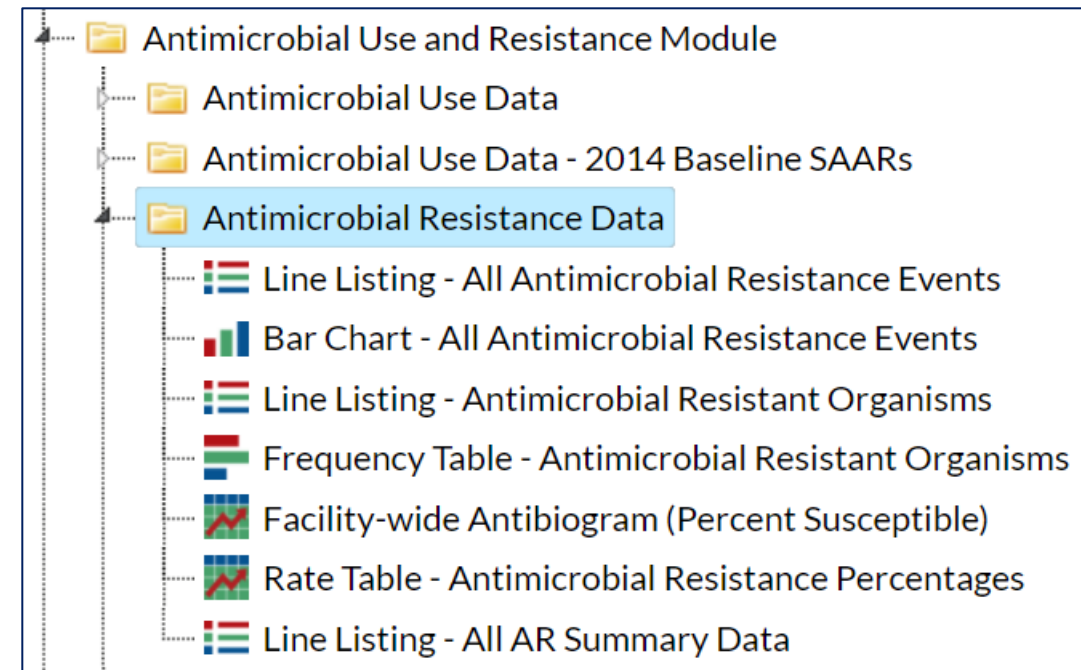 Antimicrobial Use and Resistance Module
Antimicrobial Use Data
Antimicrobial Use Data - 2014 Baseline SAARs
Antimicrobial Resistance Data
Line Listing - All Antimicrobial Resistance Events
Bar Chart - All Antimicrobial Resistance Events
Line Listing - Antimicrobial Resistant Organisms
Frequency Table - Antimicrobial Resistant Organisms
Facility-wide Antibiogram (Percent Susceptible)
Rate Table - Antimicrobial Resistance Percentages
Line Listing - All AR Summary Data